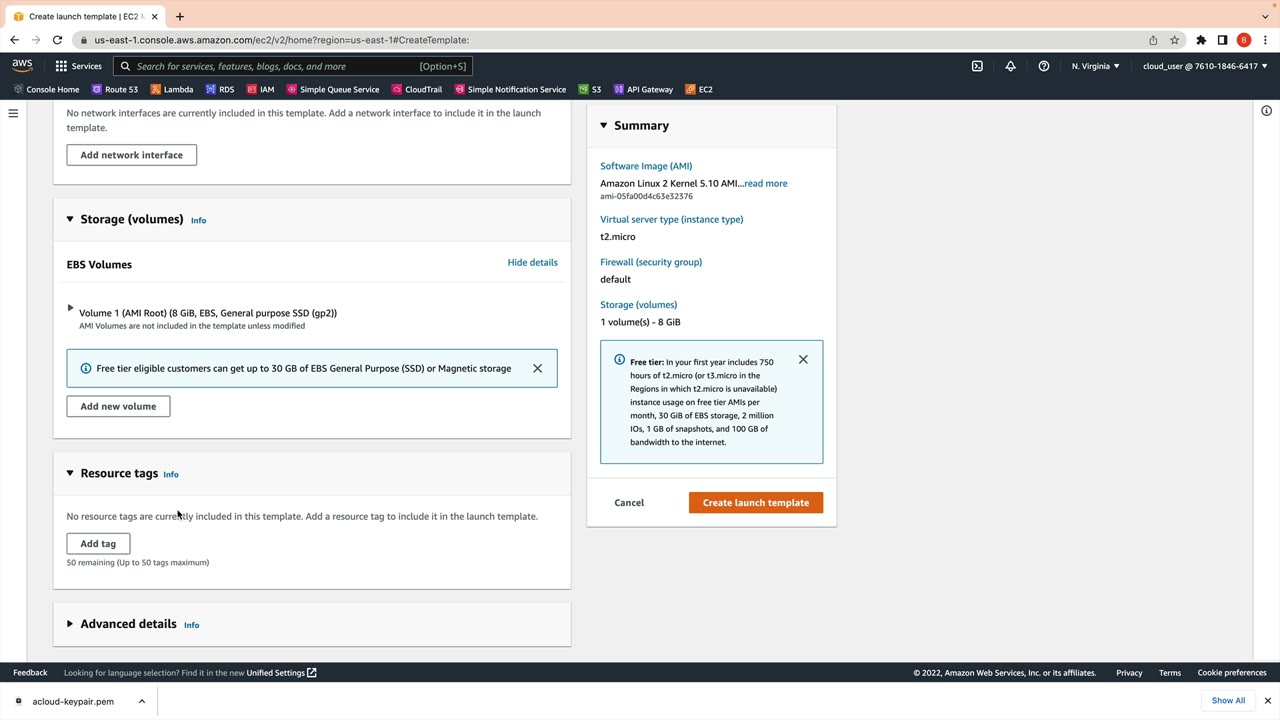 Create launch template | EC2 M
us-east-1.console.aws.amazon.com/ec2/v2/home?region=us-east-1#CreateTemplate:
B
aws
Services
Search for services, features, blogs, docs, and more
[Option+S]
N. Virginia
cloud_user @ 7610-1846-6417
Console Home
Route 53
Lambda
RDS
IAM
Simple Queue Service
CloudTrail
Simple Notification Service
S3
API Gateway
EC2
No network interfaces are currently included in this template. Add a network interface to include it in the launch
template.
Add network interface
Storage (volumes) Info
EBS Volumes
Hide details
Volume 1 (AMI Root) (8 GiB, EBS, General purpose SSD (gp2))
AMI Volumes are not included in the template unless modified
Free tier eligible customers can get up to 30 GB of EBS General Purpose (SSD) or Magnetic storage
Add new volume
Resource tags Info
No resource tags are currently included in this template. Add a resource tag to include it in the launch template.
Add tag
50 remaining (Up to 50 tags maximum)
Advanced details Info
Summary
Software Image (AMI)
Amazon Linux 2 Kernel 5.10 AMI...read more
ami-05fa00d4c63e32376
Virtual server type (instance type)
t2.micro
Firewall (security group)
default
Storage (volumes)
1 volume(s) - 8 GiB
Free tier: In your first year includes 750
hours of t2.micro (or t3.micro in the
Regions in which t2.micro is unavailable)
instance usage on free tier AMIs per
month, 30 GiB of EBS storage, 2 million
IOs, 1 GB of snapshots, and 100 GB of
bandwidth to the internet.
Cancel
Create launch template
Feedback
Looking for language selection? Find it in the new Unified Settings
© 2022, Amazon Web Services, Inc. or its affiliates.
Privacy
Terms
Cookie preferences
acloud-keypair.pem
Show All